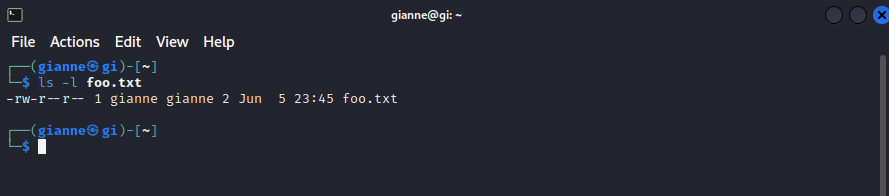 gianne@gi: ~
File Actions Edit View Help
┌──(gianne㉿gi)-[~]
└─$ ls -l foo.txt
-rw-r--r-- 1 gianne gianne 2 Jun  5 23:45 foo.txt
┌──(gianne㉿gi)-[~]
└─$